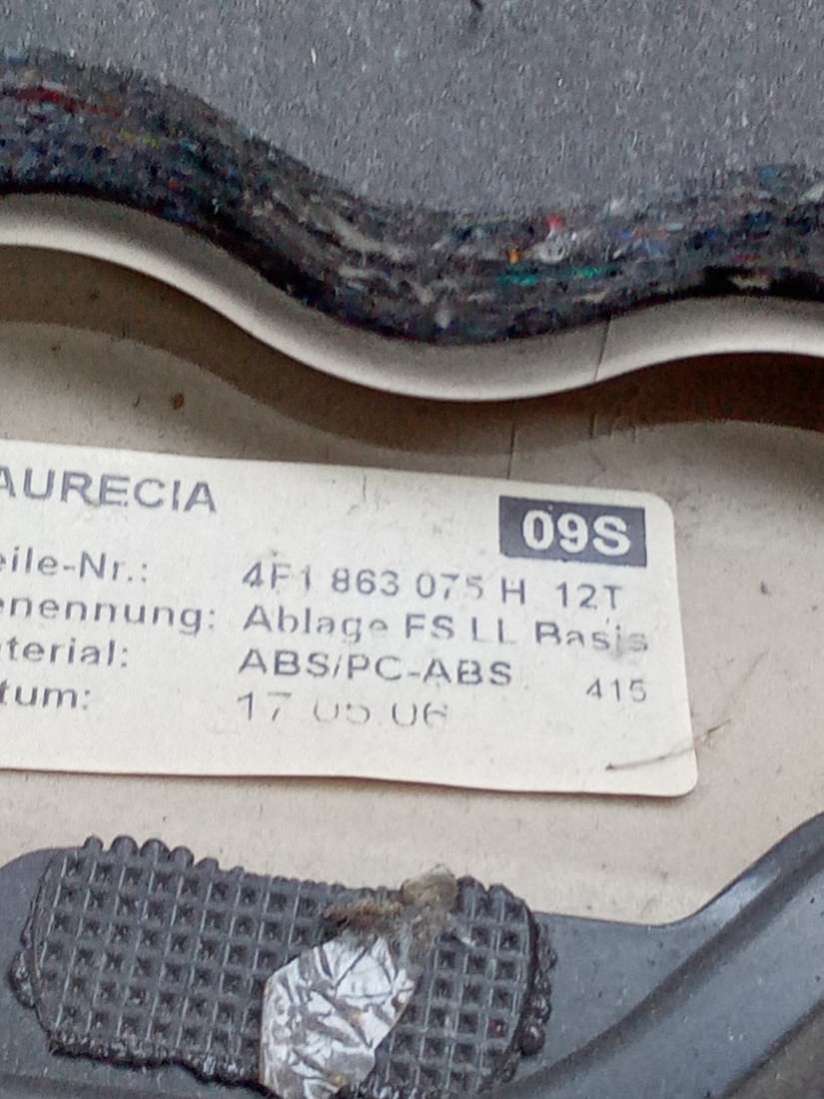 AURECIA
09S
eile-Nr.: 4F1 863 075 H 12T
enennung: Ablage FS LL Basis
terial: ABS/PC-ABS 415
tum: 17 05 06